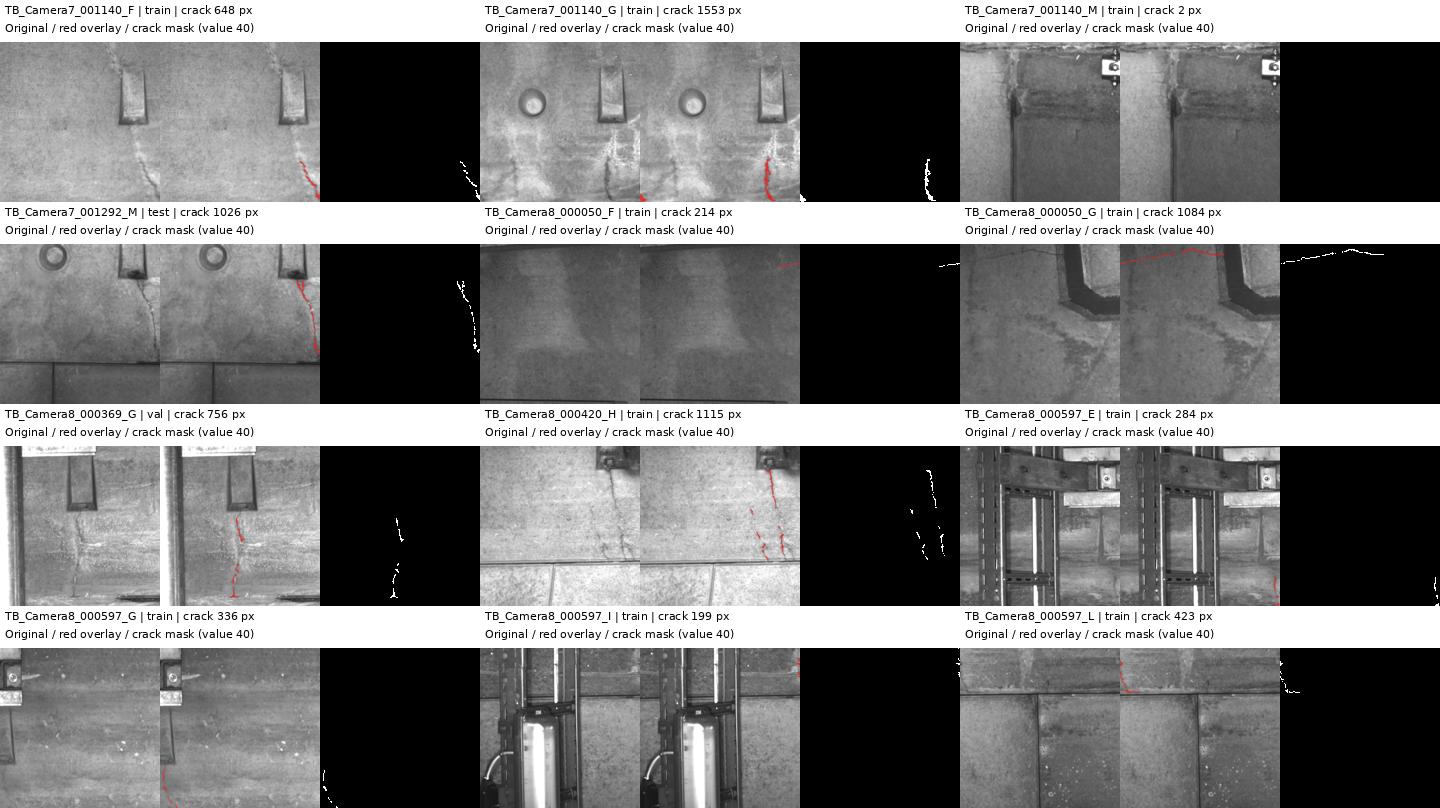 TB_Camera7_001140_F | train | crack 648 px
Original / red overlay / crack mask (value 40)
TB_Camera7_001140_G | train | crack 1553 px
Original / red overlay / crack mask (value 40)
TB_Camera7_001140_M | train | crack 2 px
Original / red overlay / crack mask (value 40)
TB_Camera7_001292_M | test | crack 1026 px
Original / red overlay / crack mask (value 40)
TB_Camera8_000050_F | train | crack 214 px
Original / red overlay / crack mask (value 40)
TB_Camera8_000050_G | train | crack 1084 px
Original / red overlay / crack mask (value 40)
TB_Camera8_000369_G | val | crack 756 px
Original / red overlay / crack mask (value 40)
TB_Camera8_000420_H | train | crack 1115 px
Original / red overlay / crack mask (value 40)
TB_Camera8_000597_E | train | crack 284 px
Original / red overlay / crack mask (value 40)
TB_Camera8_000597_G | train | crack 336 px
Original / red overlay / crack mask (value 40)
TB_Camera8_000597_I | train | crack 199 px
Original / red overlay / crack mask (value 40)
TB_Camera8_000597_L | train | crack 423 px
Original / red overlay / crack mask (value 40)